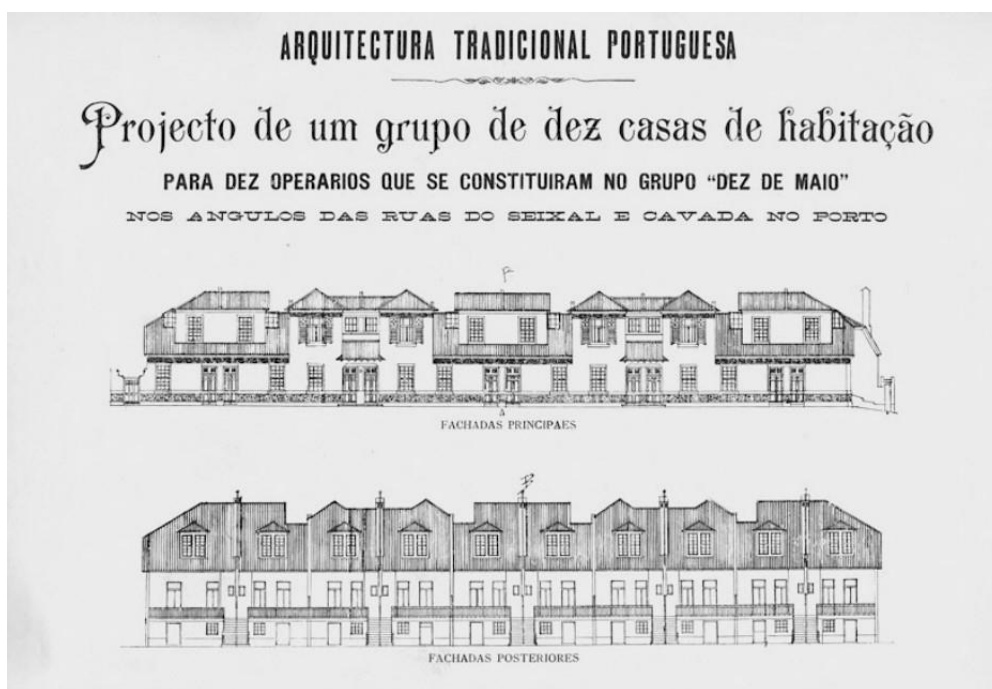 ARQUITECTURA TRADICIONAL PORTUGUESA
Projecto de um grupo de dez casas de habitação
PARA DEZ OPERARIOS QUE SE CONSTITUIRAM NO GRUPO “DEZ DE MAIO”
NOS ANGULOS DAS RUAS DO SEIXAL E CAVADA NO PORTO
FACHADAS PRINCIPAES
FACHADAS POSTERIORES